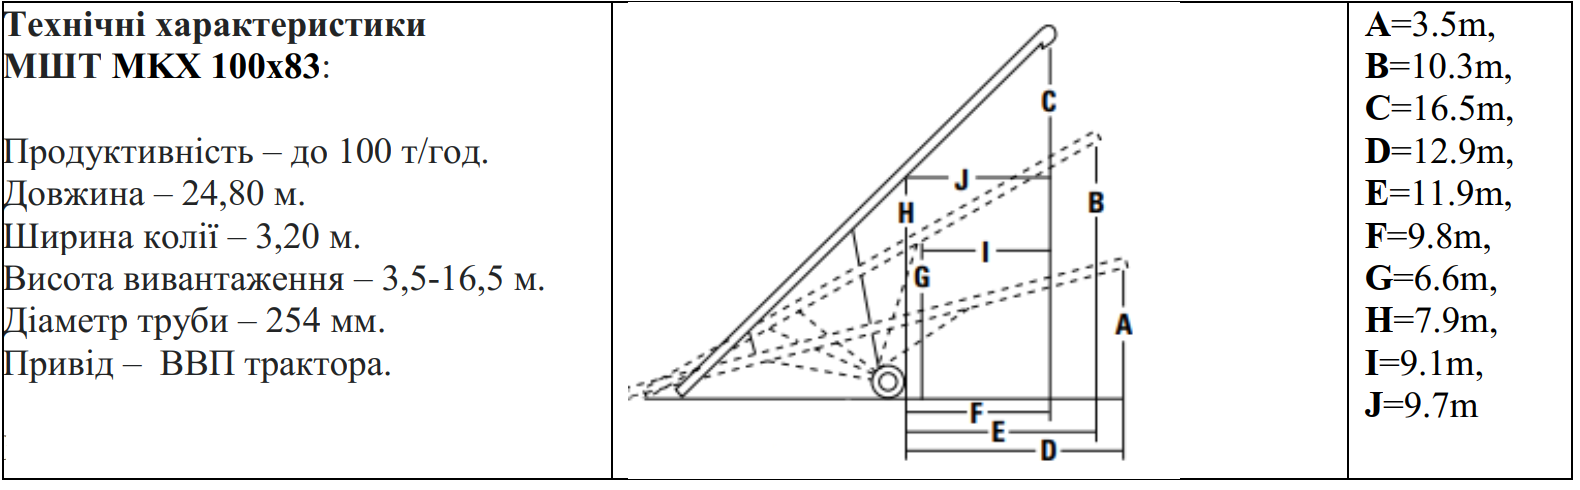 Технічні характеристики
МШТ MKX 100x83:
Продуктивність – до 100 т/год.
Довжина – 24,80 м.
Ширина колії – 3,20 м.
Висота вивантаження – 3,5-16,5 м.
Діаметр труби – 254 мм.
Привід – ВВП трактора.
C
J
B
H
I
G
A
F
E
D
A=3.5m,
B=10.3m,
C=16.5m,
D=12.9m,
E=11.9m,
F=9.8m,
G=6.6m,
H=7.9m,
I=9.1m,
J=9.7m